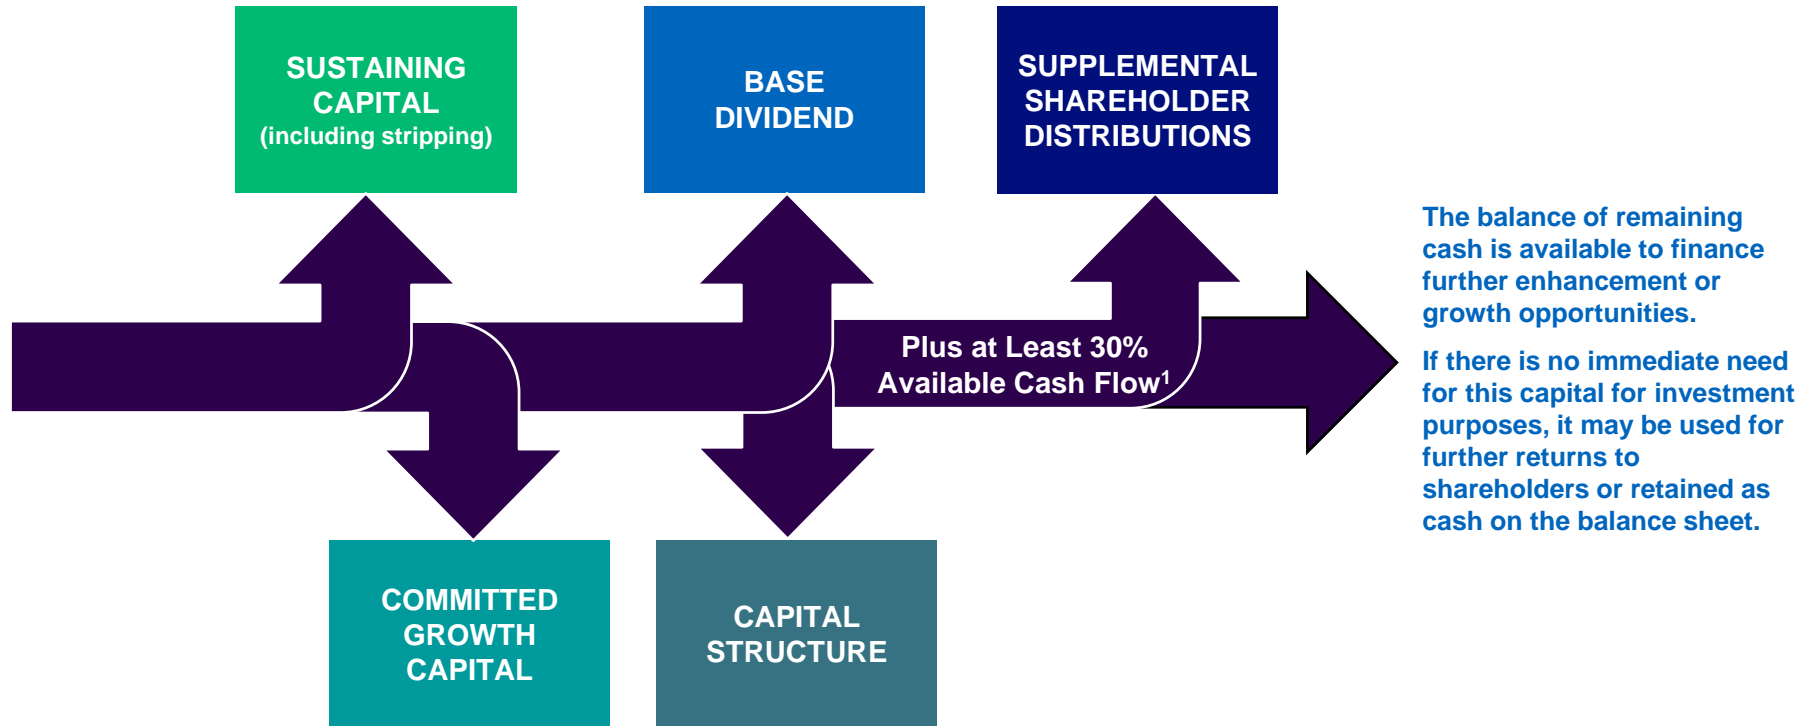 SUSTAINING
CAPITAL
(including stripping)
BASE
DIVIDEND
SUPPLEMENTAL
SHAREHOLDER
DISTRIBUTIONS
Plus at Least 30%
Available Cash Flow¹
COMMITTED
GROWTH
CAPITAL
CAPITAL
STRUCTURE
The balance of remaining
cash is available to finance
further enhancement or
growth opportunities.
If there is no immediate need
for this capital for investment
purposes, it may be used for
further returns to
shareholders or retained as
cash on the balance sheet.